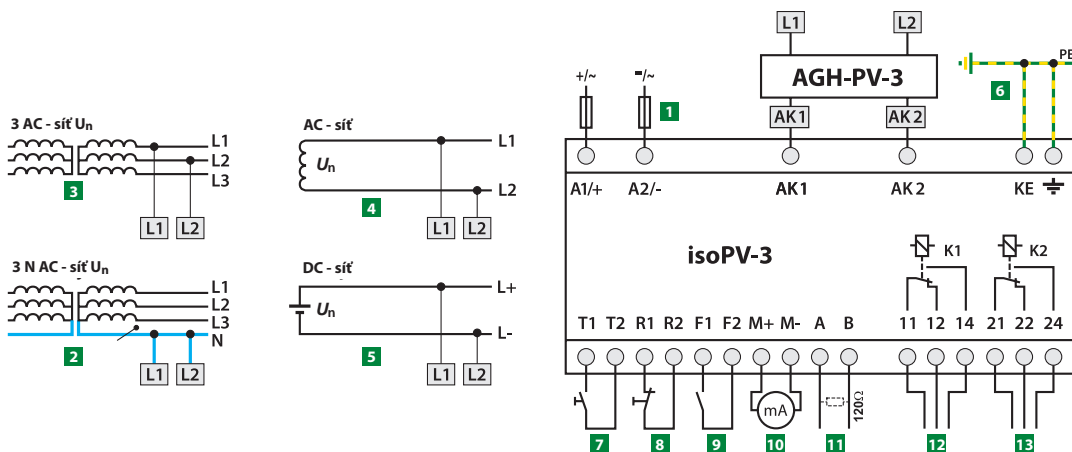 L1 L2
+/~ =/~ AGH-PV-3 PE
1 6
AK1 AK2
A1/+ A2/- AK1 AK2 KE
isoPV-3
K1 K2
T1 T2 R1 R2 F1 F2 M+ M- A B 11 12 14 21 22 24
mA 120Ω
7 8 9 10 11 12 13
3 AC - síť Un
L1
L2
L3
3
L1 L2
AC - síť
Un
L1
L2
4
L1 L2
3 N AC - síť Un
L1
L2
L3
N
2
L1 L2
DC - síť
Un
L+
L-
5
L1 L2